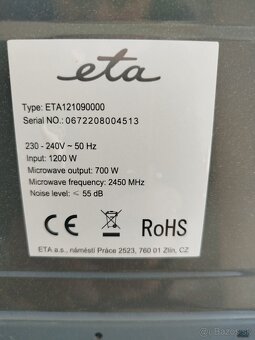 eta
Type: ETA121090000
Serial NO.:0672208004513
230 - 240V ~ 50 Hz
Input: 1200 W
Microwave output: 700 W
Microwave frequency: 2450 MHz
Noise level: < 55 dB
CE
RoHS
ETA a.s., náměstí Práce 2523, 760 01 Zlín, CZ